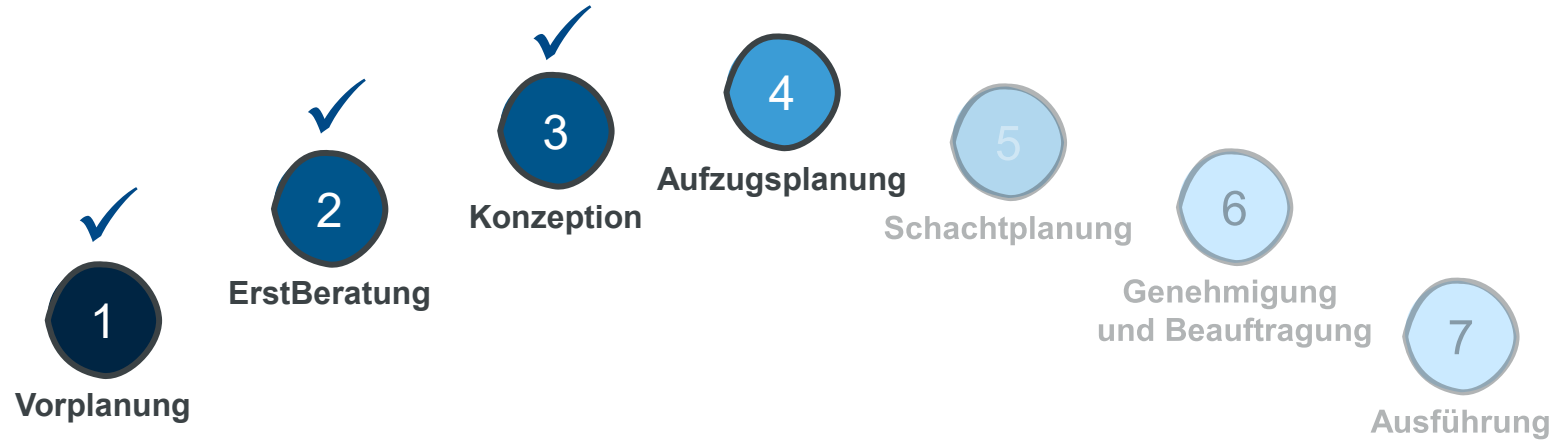 1
Vorplanung
2
ErstBeratung
3
Konzeption
4
Aufzugsplanung
5
Schachtplanung
6
Genehmigung
und Beauftragung
7
Ausführung